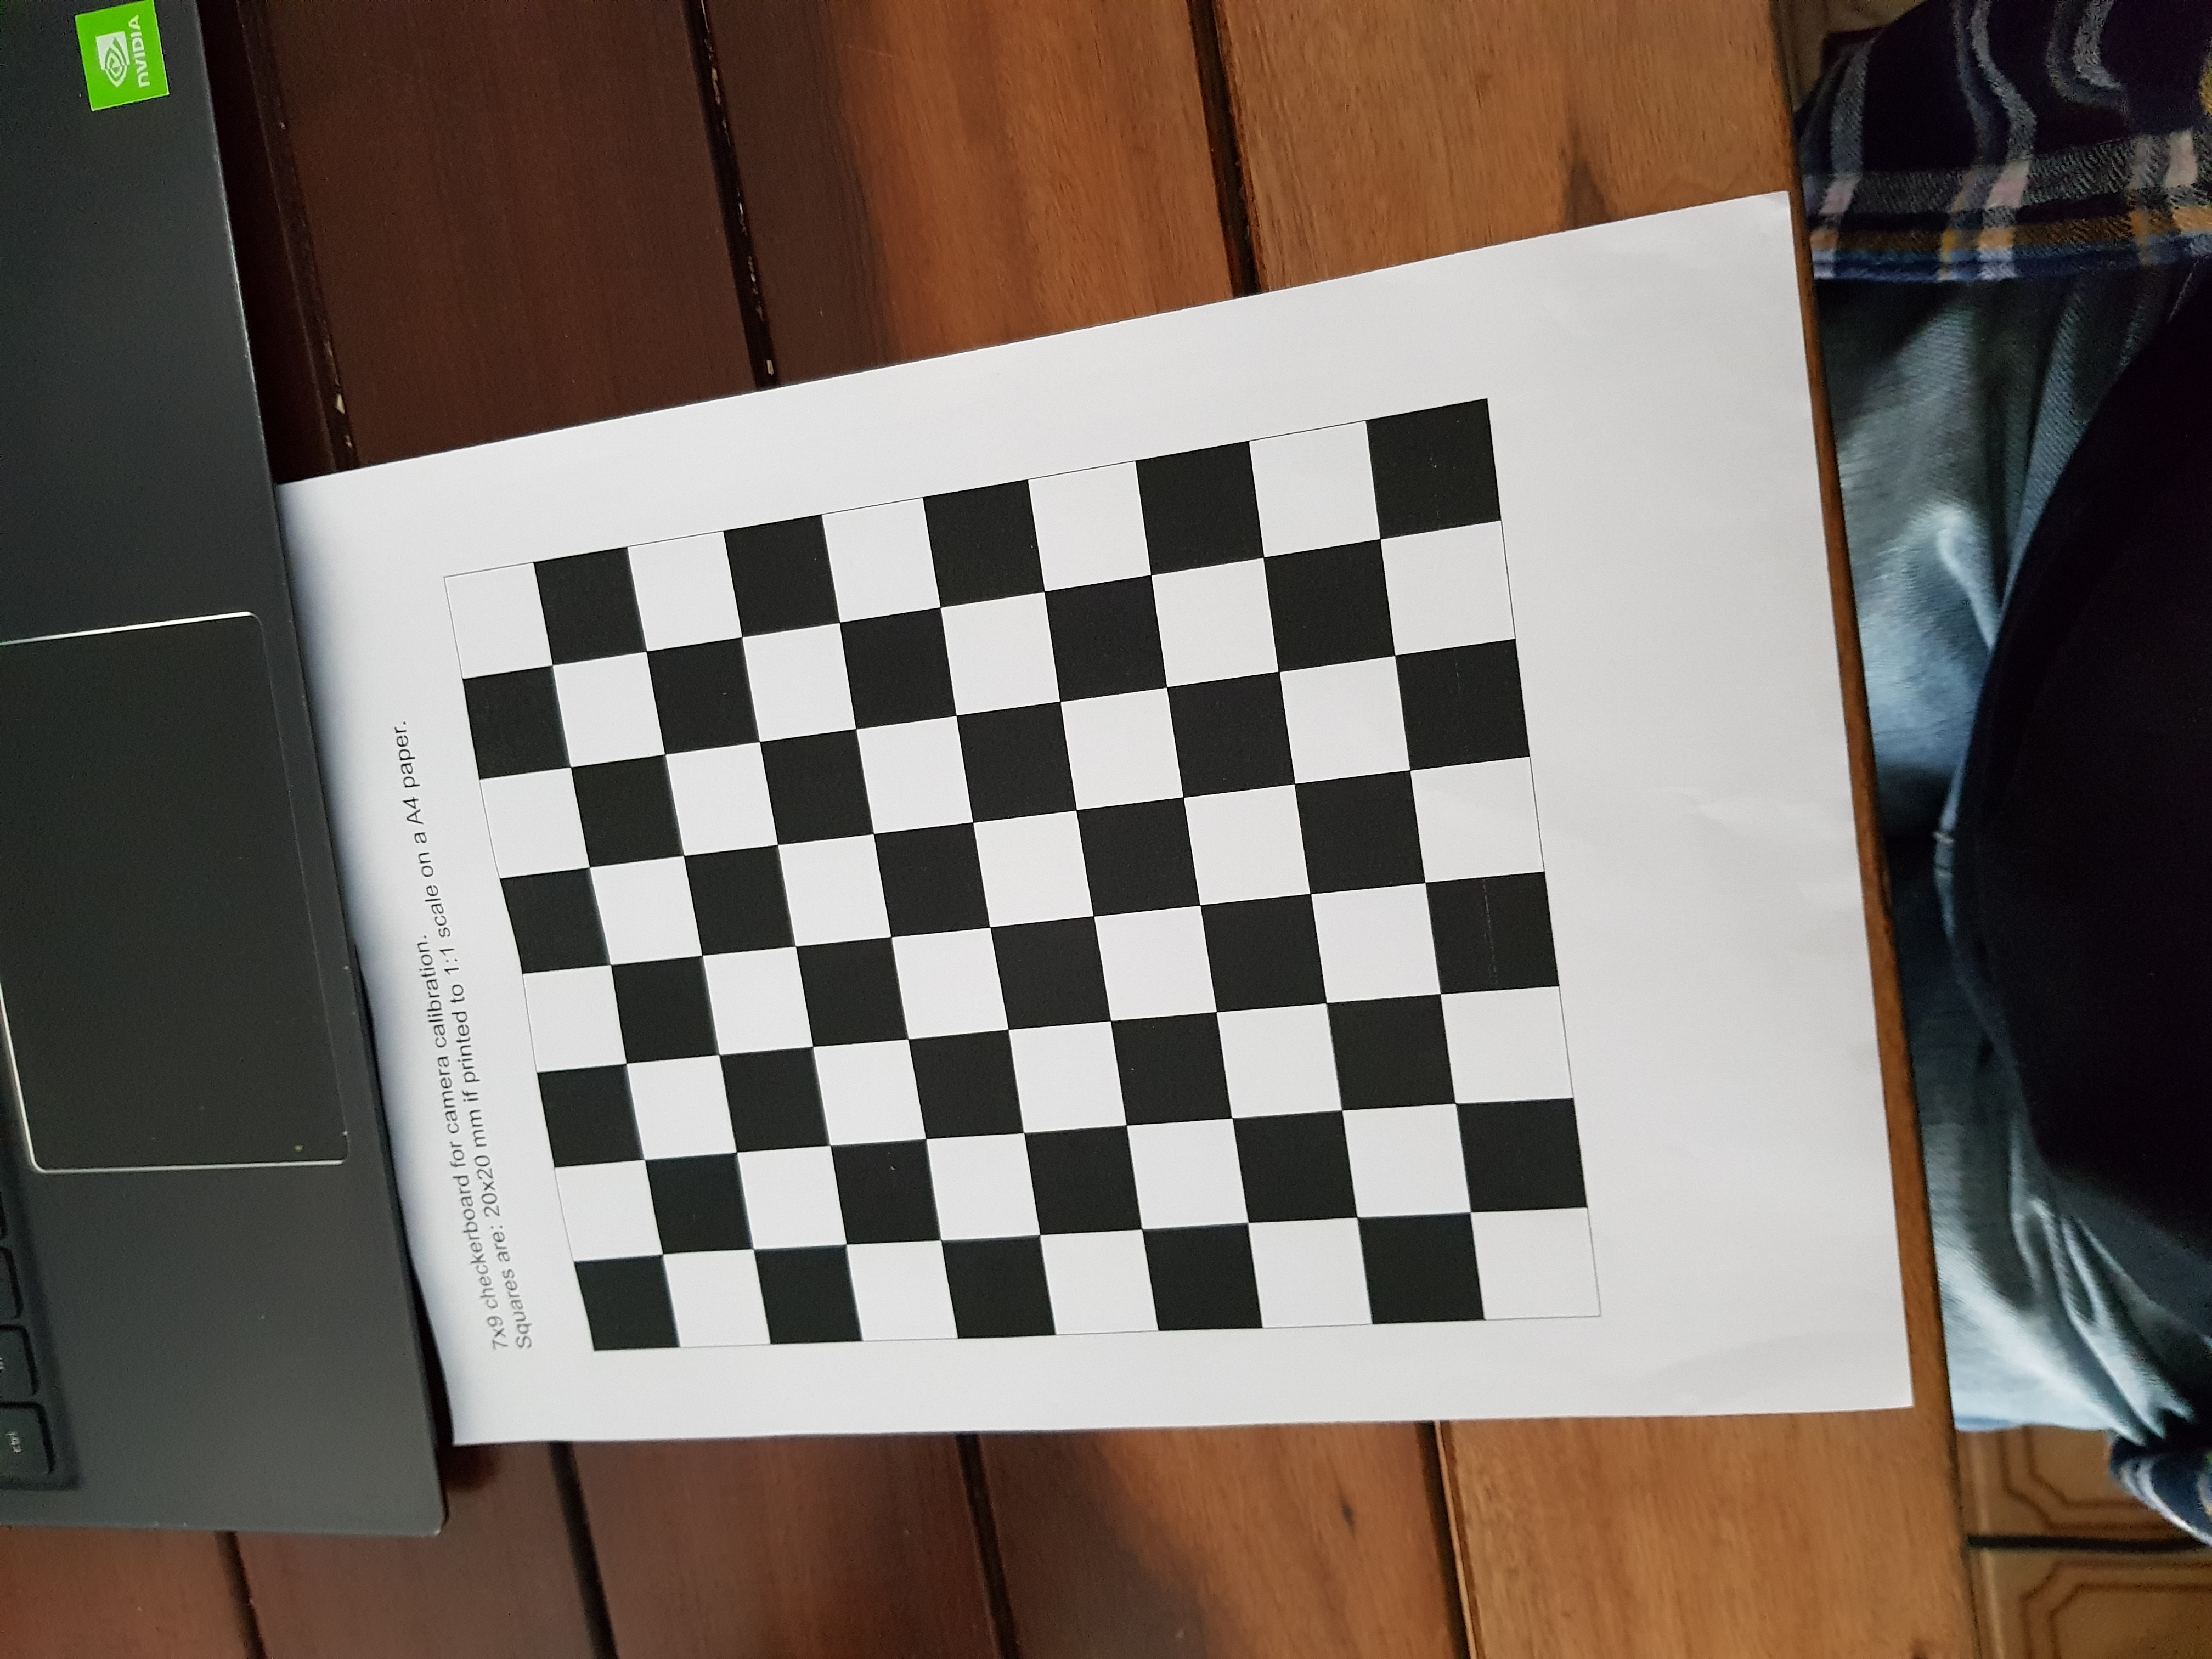 ctrl
nVIDIA
7x9 checkerboard for camera calibration.
Squares are: 20x20 mm if printed to 1:1 scale on a A4 paper.